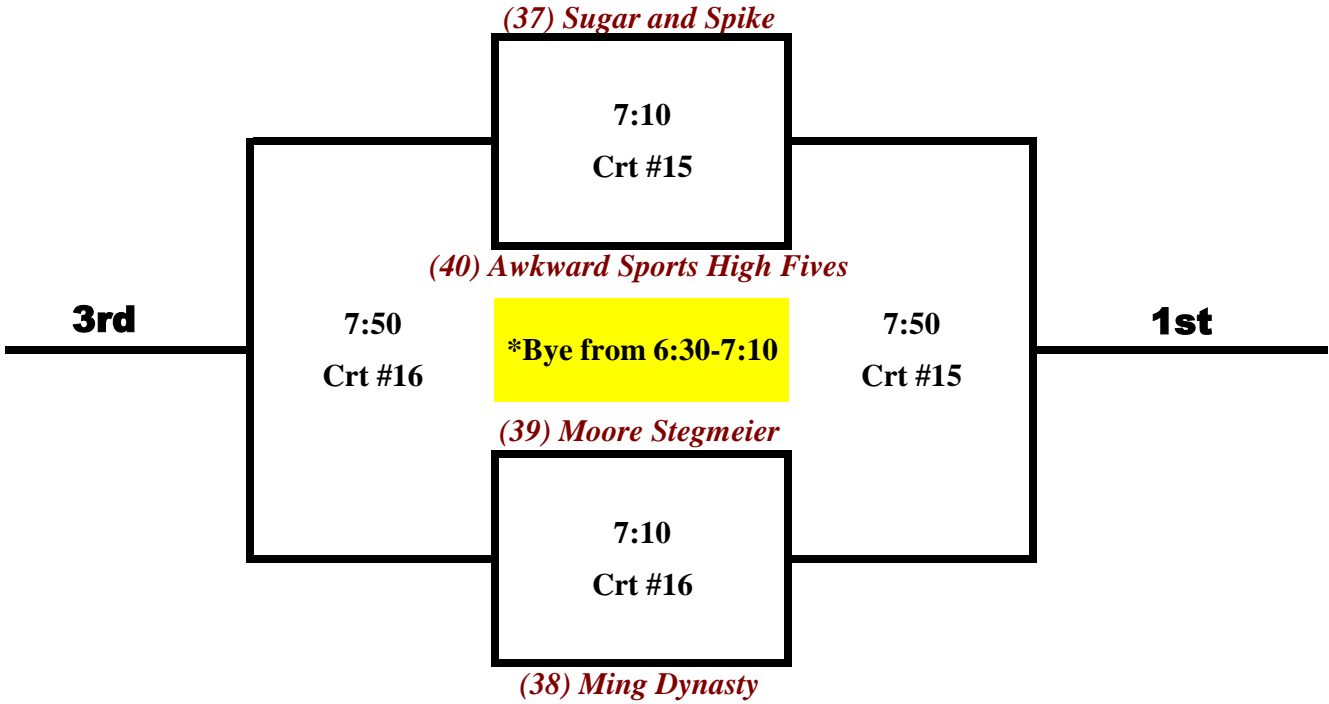 (37) Sugar and Spike
7:10
Crt #15
(40) Awkward Sports High Fives
3rd
7:50
Crt #16
*Bye from 6:30-7:10
7:50
Crt #15
1st
(39) Moore Stegmeier
7:10
Crt #16
(38) Ming Dynasty